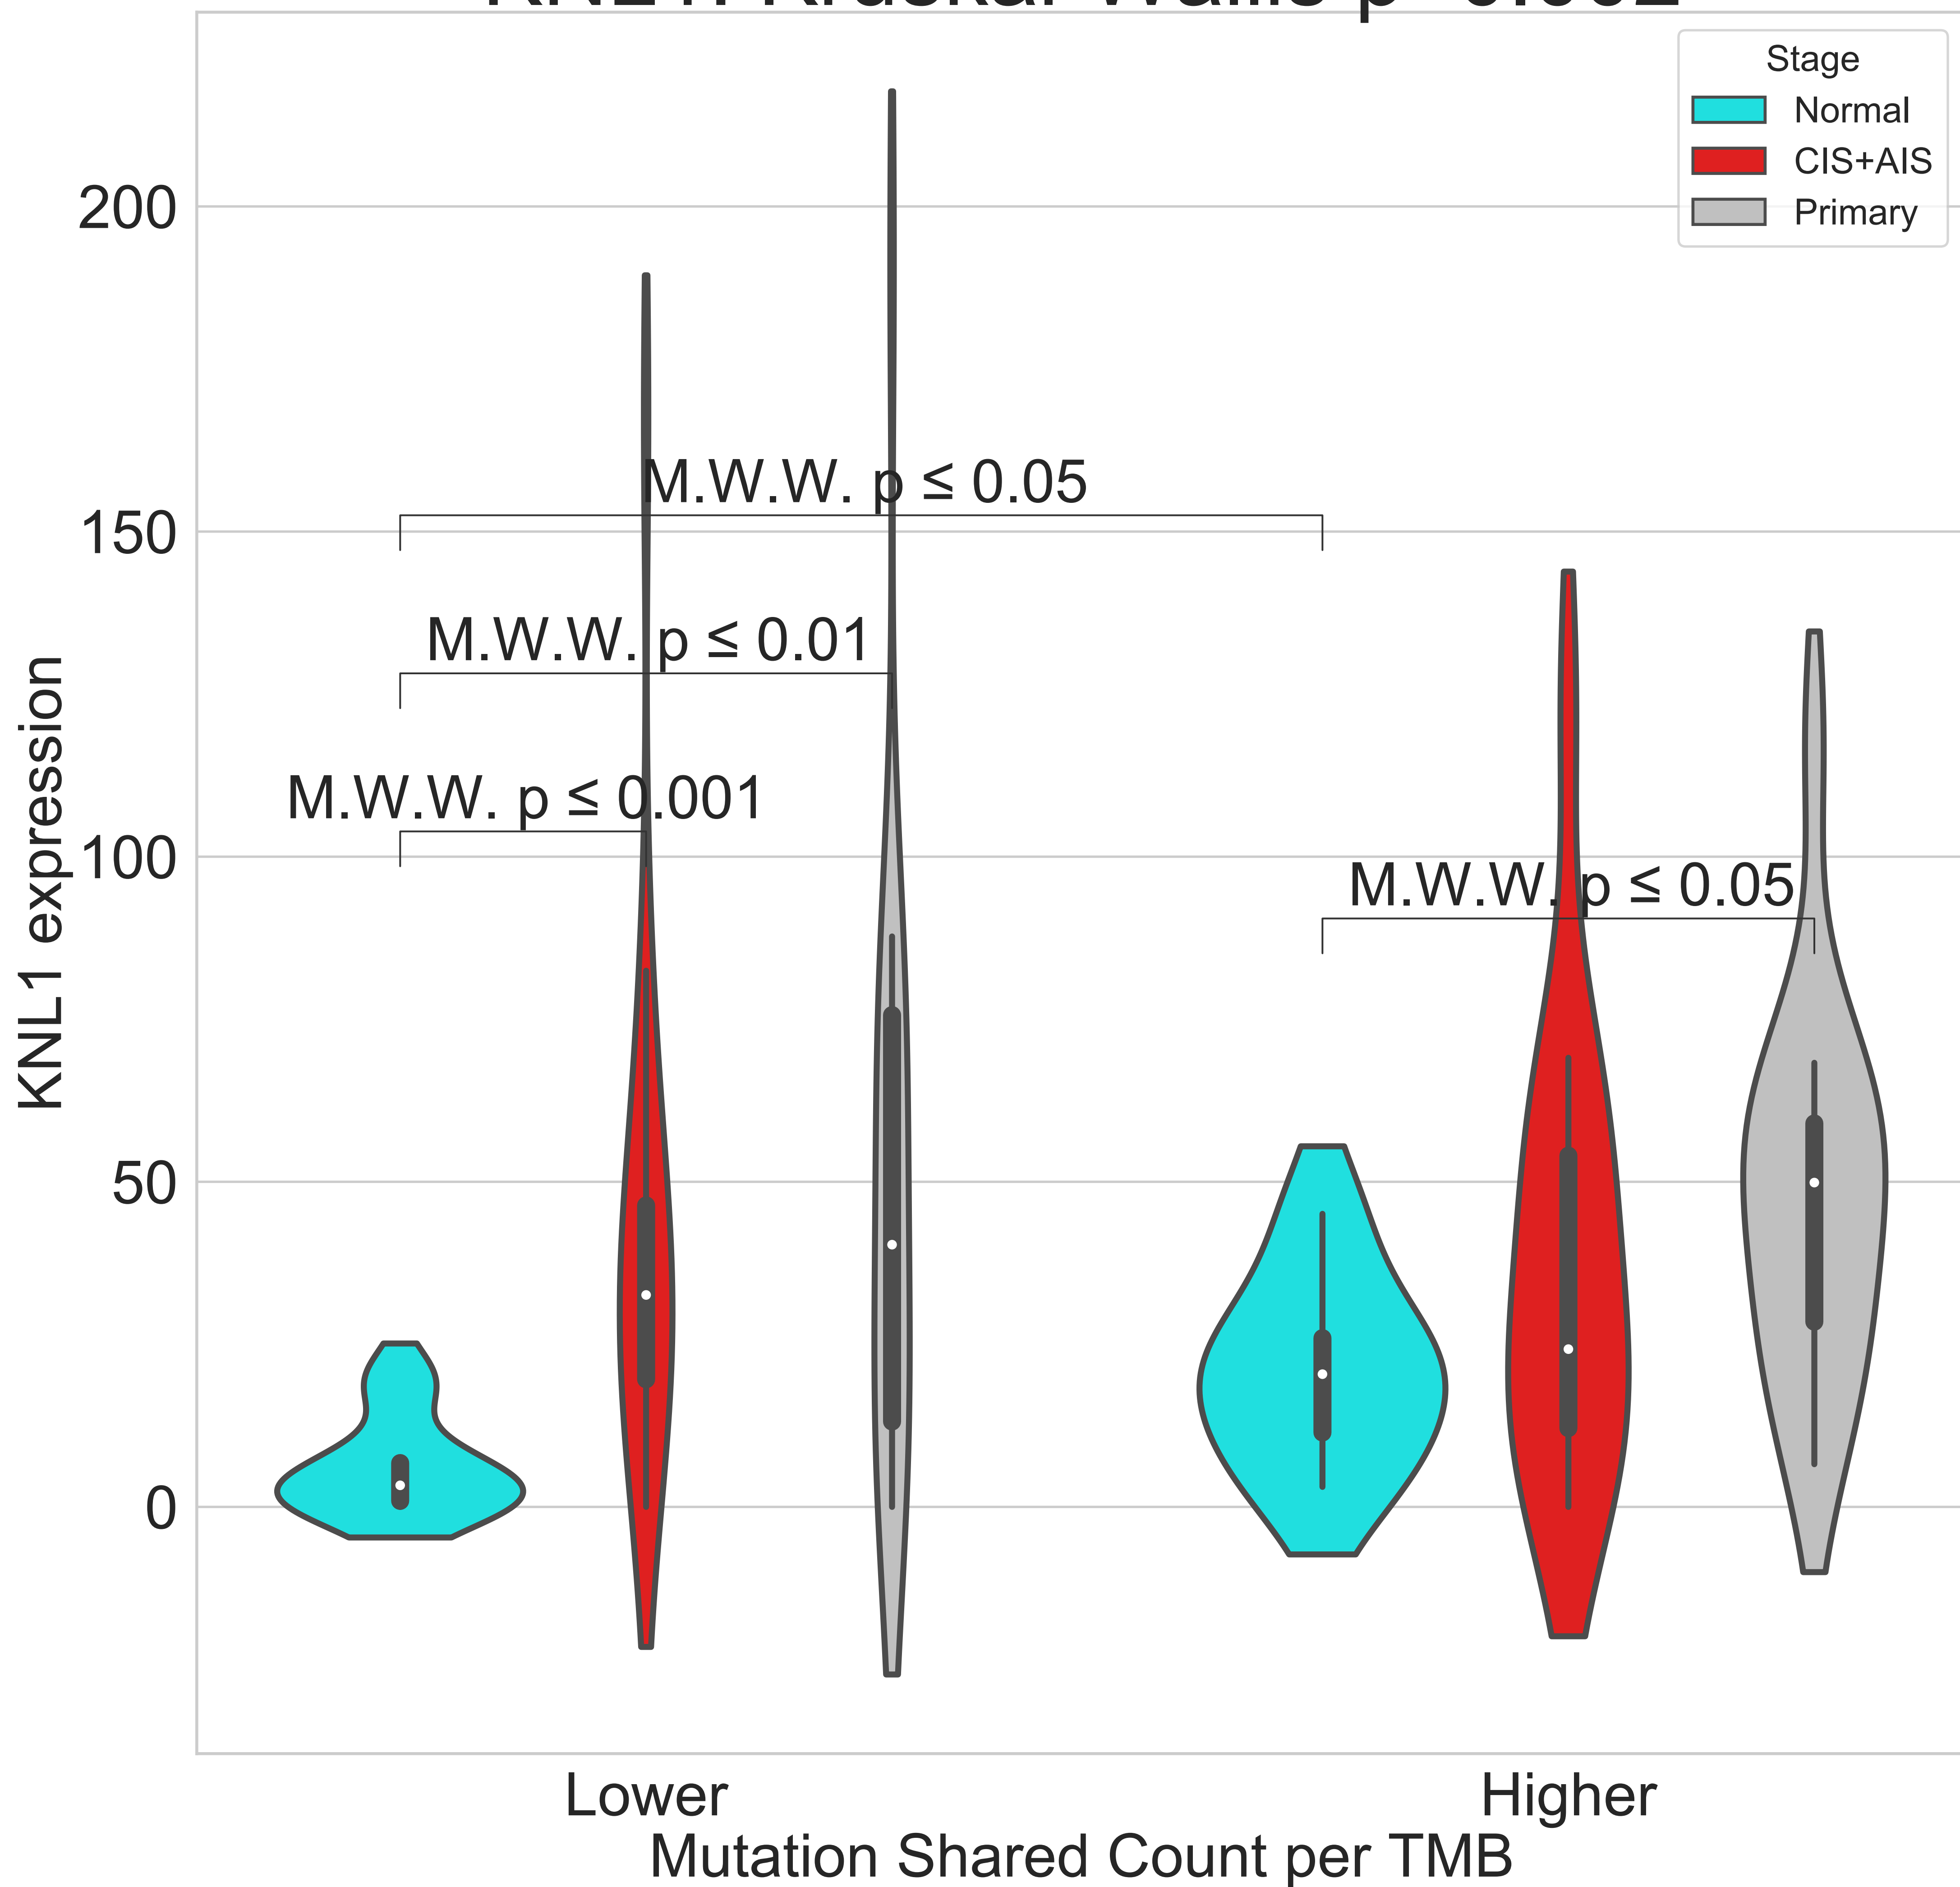 Stage
Normal
CIS+AIS
Primary
200
150
100
50
0
KNL1 expression
M.W.W. p ≤ 0.05
M.W.W. p ≤ 0.01
M.W.W. p ≤ 0.001
M.W.W. p ≤ 0.05
Lower
Higher
Mutation Shared Count per TMB